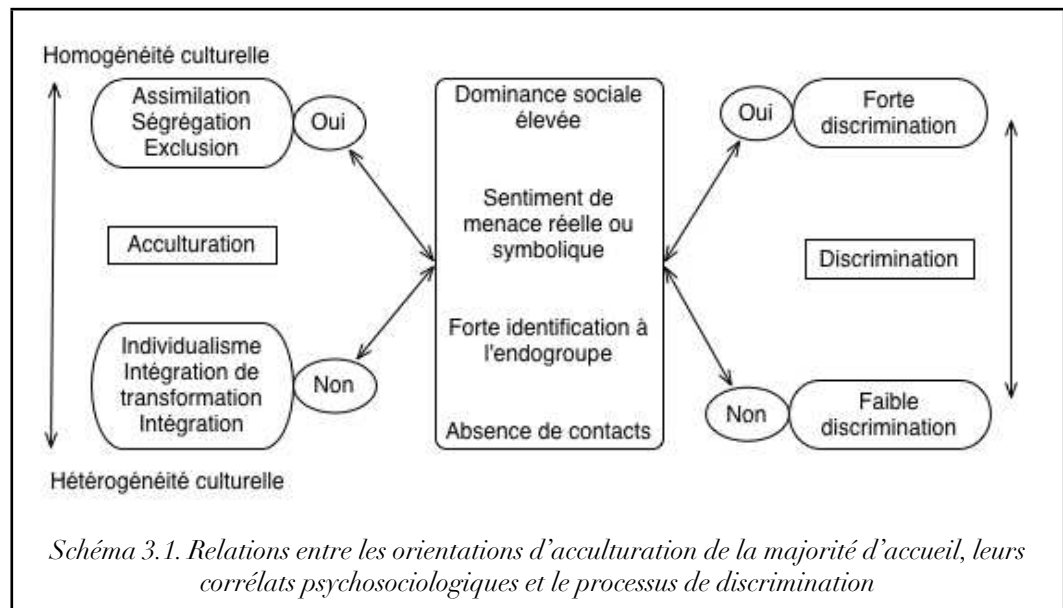 Homogénéité culturelle
Assimilation
Ségrégation
Exclusion
Oui
Acculturation
Individualisme
Intégration de
transformation
Intégration
Non
Hétérogénéité culturelle
Dominance sociale
élevée
Sentiment de
menace réelle ou
symbolique
Forte identification à
l'endogroupe
Absence de contacts
Oui
Forte
discrimination
Discrimination
Non
Faible
discrimination
Schéma 3.1. Relations entre les orientations d'acculturation de la majorité d'accueil, leurs
corrélats psychosociologiques et le processus de discrimination